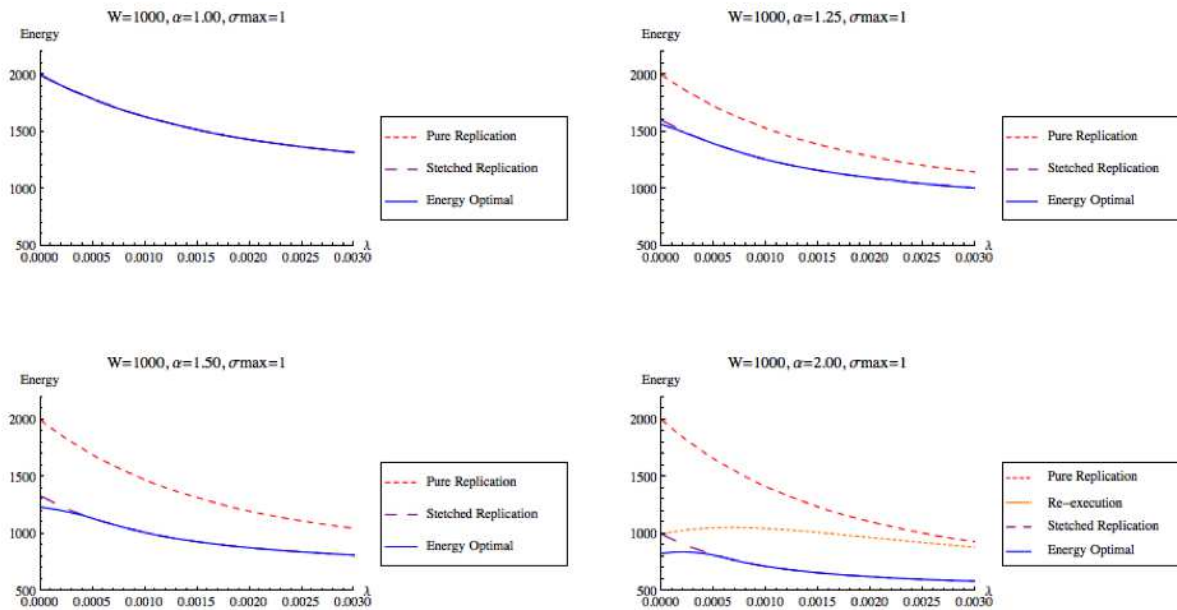 W=1000, α=1.00, σmax=1
Energy
2000
1500
1000
500
0.0000 0.0005 0.0010 0.0015 0.0020 0.0025 0.0030
λ
Pure Replication
Stetched Replication
Energy Optimal
W=1000, α=1.25, σmax=1
Energy
2000
1500
1000
500
0.0000 0.0005 0.0010 0.0015 0.0020 0.0025 0.0030
λ
Pure Replication
Stetched Replication
Energy Optimal
W=1000, α=1.50, σmax=1
Energy
2000
1500
1000
500
0.0000 0.0005 0.0010 0.0015 0.0020 0.0025 0.0030
λ
Pure Replication
Stetched Replication
Energy Optimal
W=1000, α=2.00, σmax=1
Energy
2000
1500
1000
500
0.0000 0.0005 0.0010 0.0015 0.0020 0.0025 0.0030
λ
Pure Replication
Re-execution
Stetched Replication
Energy Optimal